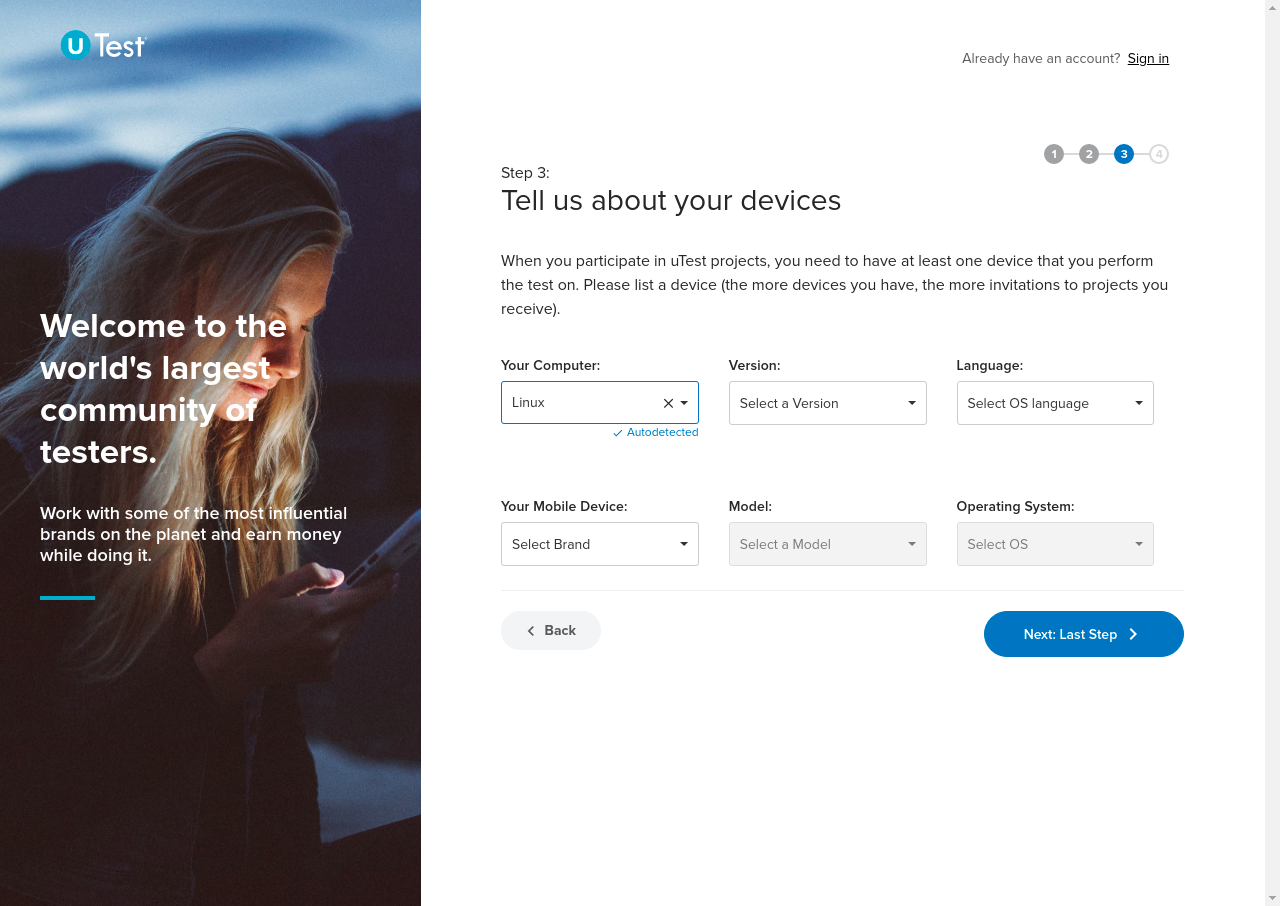 U Test
Already have an account? Sign in
1 2 3 4
Step 3:
Tell us about your devices
When you participate in uTest projects, you need to have at least one device that you perform
the test on. Please list a device (the more devices you have, the more invitations to projects you
receive).
Welcome to the
world's largest
community of
testers.
Work with some of the most influential
brands on the planet and earn money
while doing it.
Your Computer: Version: Language:
Linux Select a Version Select OS language
Autodetected
Your Mobile Device: Model: Operating System:
Select Brand Select a Model Select OS
Back Next: Last Step